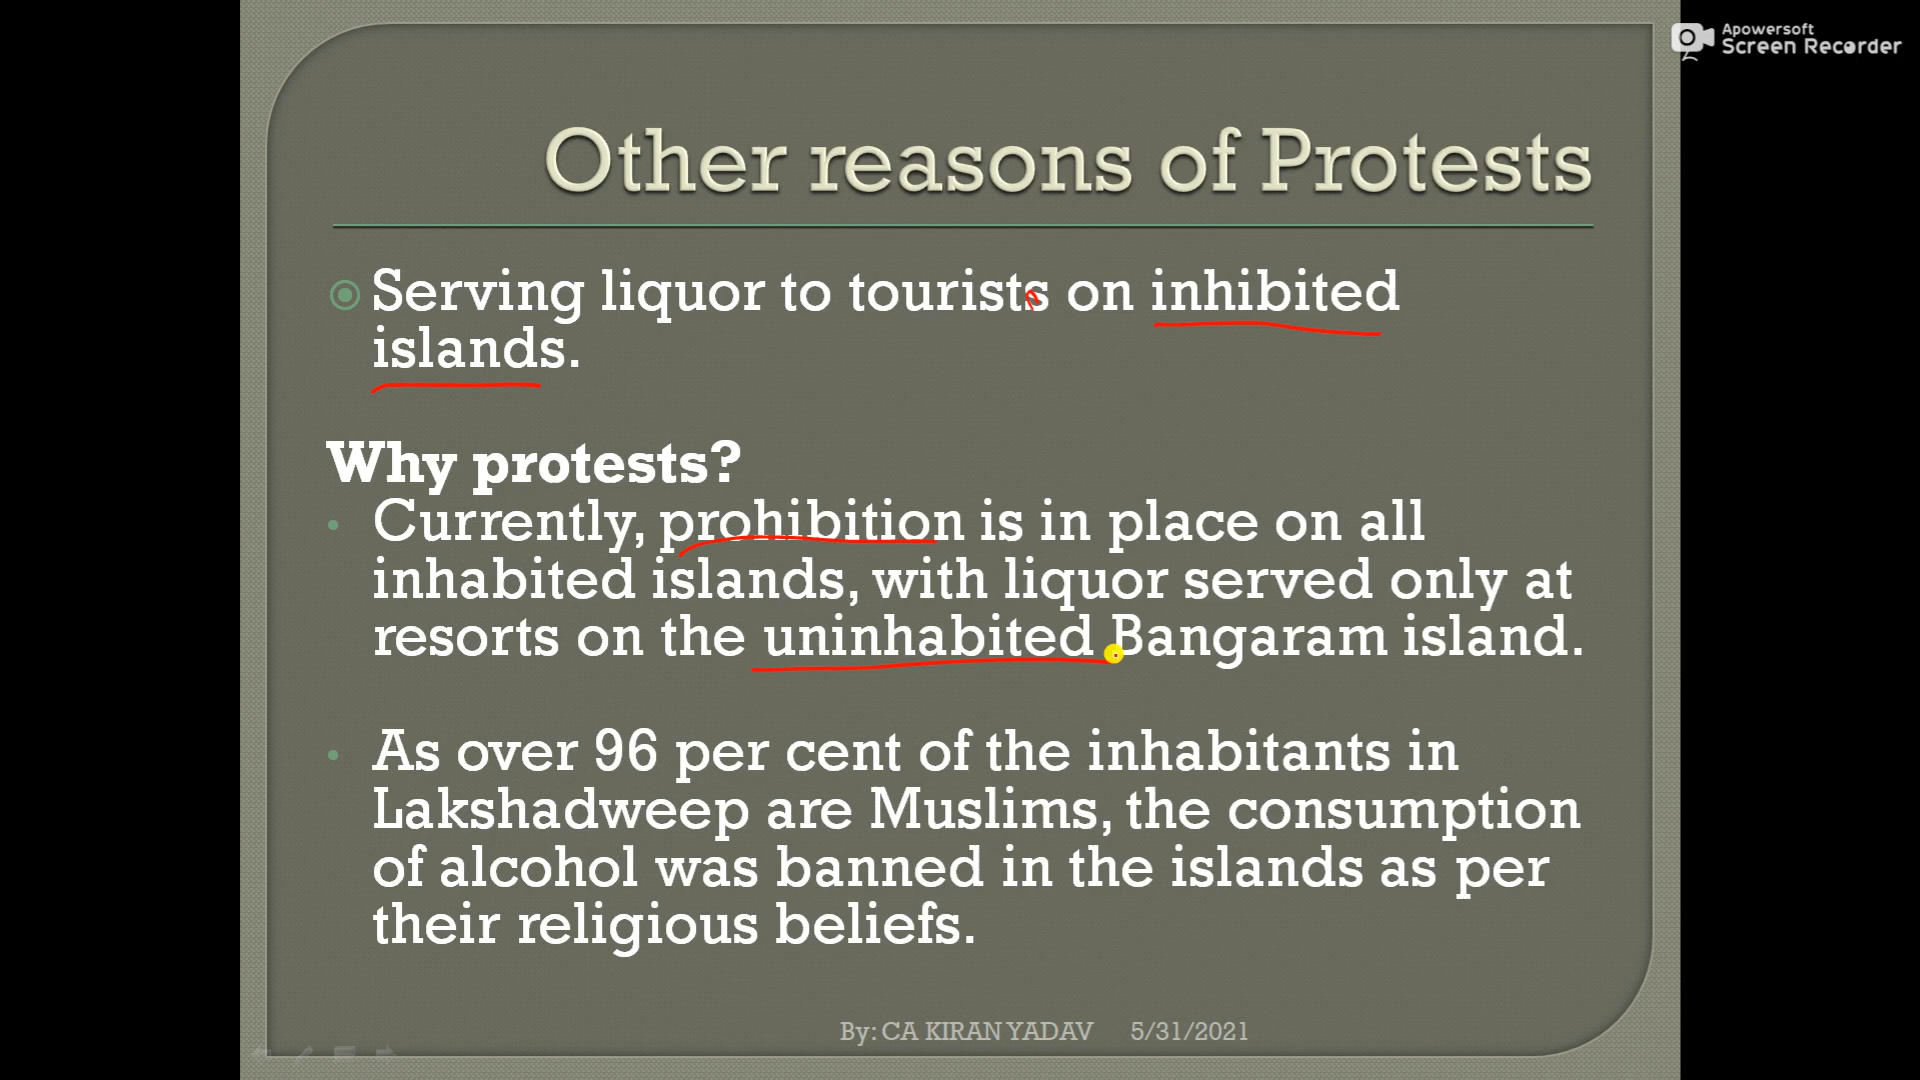 Apowersoft
Screen Recorder
Other reasons of Protests
Serving liquor to tourists on inhibited
islands.
Why protests?
• Currently, prohibition is in place on all
inhabited islands, with liquor served only at
resorts on the uninhabited Bangaram island.
• As over 96 per cent of the inhabitants in
Lakshadweep are Muslims, the consumption
of alcohol was banned in the islands as per
their religious beliefs.
By: CA KIRAN YADAV 5/31/2021